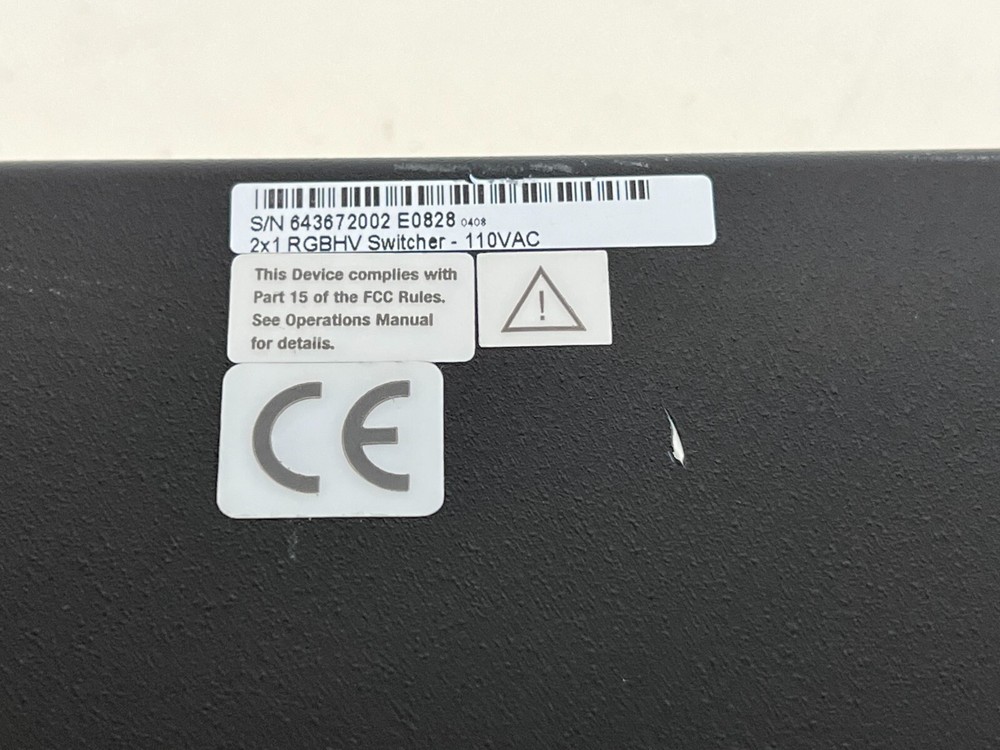 S/N 643672002 E0828 0408
2x1 RGBHV Switcher - 110VAC
This Device complies with
Part 15 of the FCC Rules.
See Operations Manual
for details.
!
CE